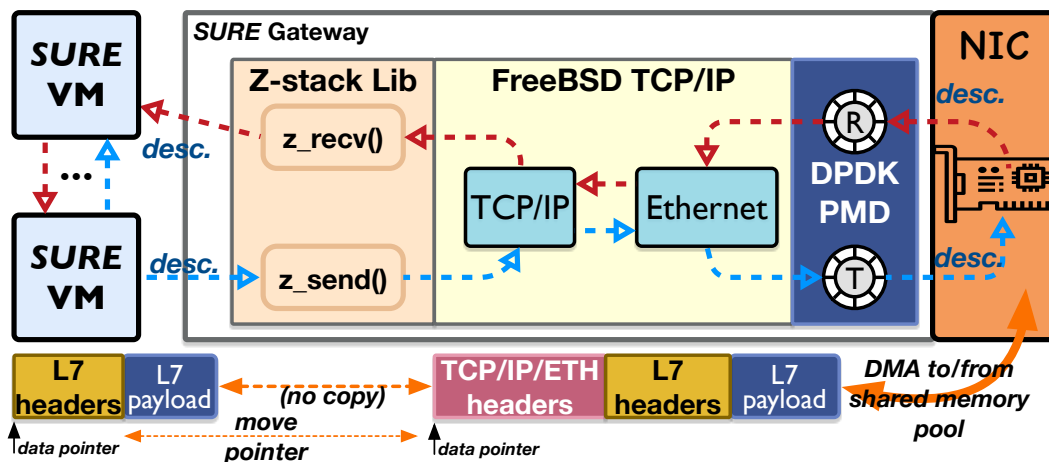 SURE
VM
...
SURE
VM
desc.
desc.
SURE Gateway
Z-stack Lib
z_recv()
z_send()
FreeBSD TCP/IP
TCP/IP
Ethernet
R
DPDK
PMD
T
NIC
desc.
desc.
L7
headers
L7
payload
(no copy)
move
pointer
data pointer
TCP/IP/ETH
headers
L7
headers
L7
payload
data pointer
DMA to/from
shared memory
pool